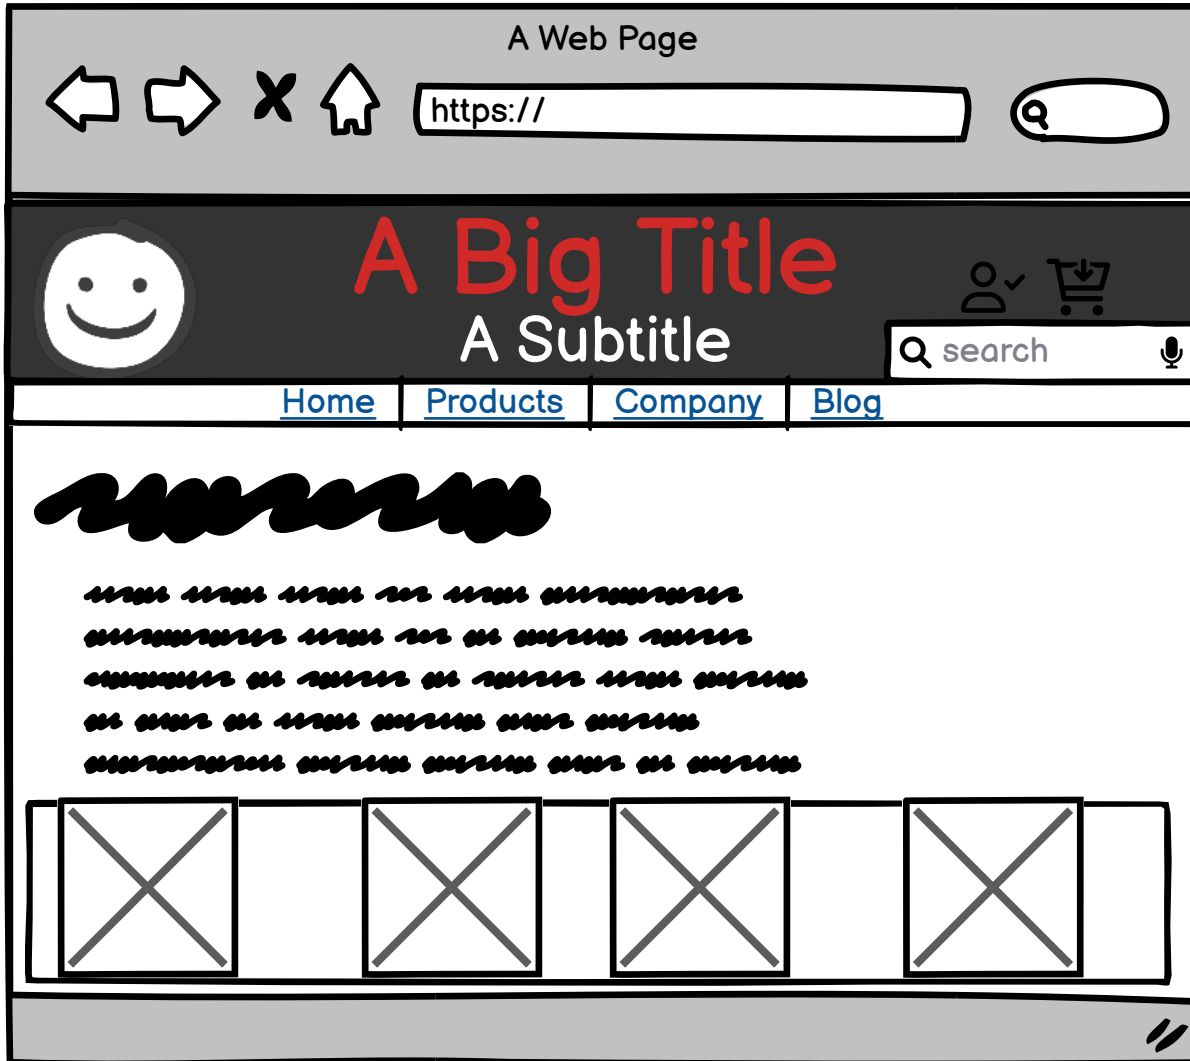 A Web Page
https://
A Big Title
A Subtitle
search
Home Products Company Blog